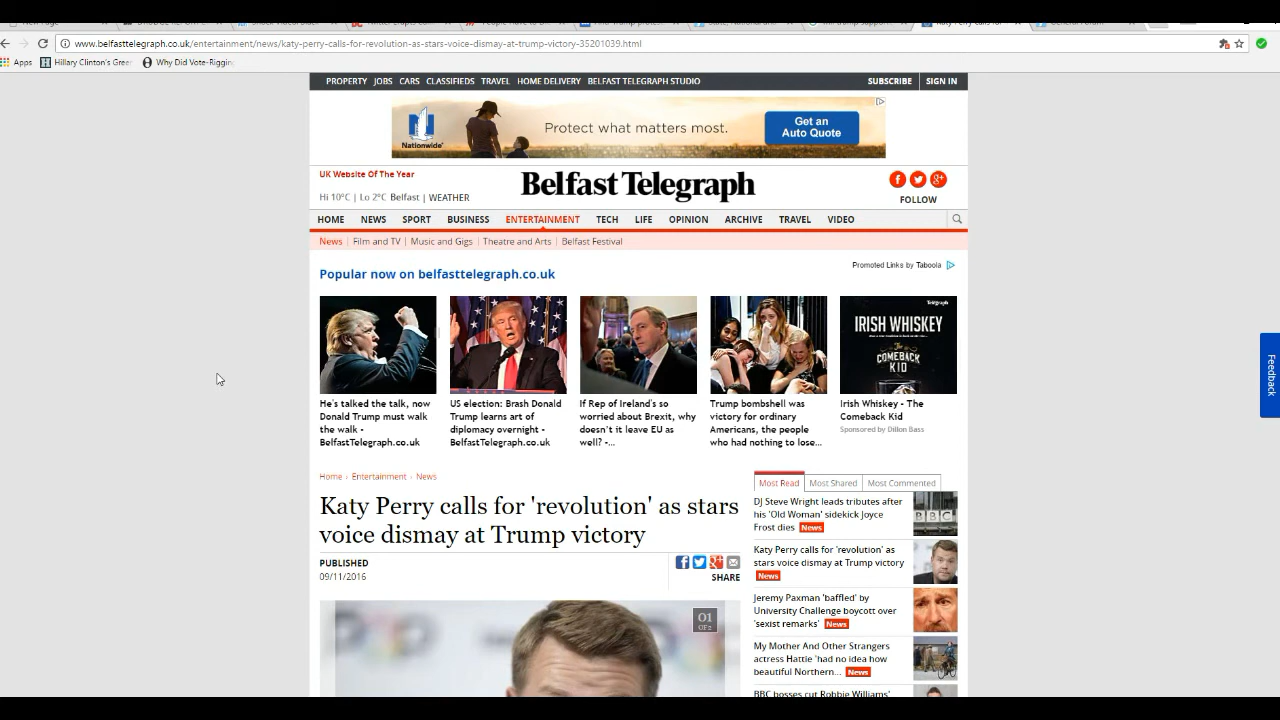 www.belfasttelegraph.co.uk/entertainment/news/katy-perry-calls-for-revolution-as-stars-voice-dismay-at-trump-victory-35201039.html
Apps Hillary Clinton's Gree Why Did Vote-Rigging
PROPERTY JOBS CARS CLASSIFIEDS TRAVEL HOME DELIVERY BELFAST TELEGRAPH STUDIO SUBSCRIBE SIGN IN
Nationwide
Protect what matters most.
Get an
Auto Quote
UK Website Of The Year
Hi 10°C | Lo 2°C Belfast | WEATHER
Belfast Telegraph
FOLLOW
HOME NEWS SPORT BUSINESS ENTERTAINMENT TECH LIFE OPINION ARCHIVE TRAVEL VIDEO
News | Film and TV | Music and Gigs | Theatre and Arts | Belfast Festival
Popular now on belfasttelegraph.co.uk
Promoted Links by Taboola
Telegraph
IRISH WHISKEY
The
COMEBACK
KID
He's talked the talk, now
Donald Trump must walk
the walk -
BelfastTelegraph.co.uk
US election: Brash Donald
Trump learns art of
diplomacy overnight -
BelfastTelegraph.co.uk
If Rep of Ireland's so
worried about Brexit, why
doesn't it leave EU as
well? -...
Trump bombshell was
victory for ordinary
Americans, the people
who had nothing to lose...
Irish Whiskey - The
Comeback Kid
Sponsored by Dillon Bass
Feedback
Home › Entertainment › News
Katy Perry calls for 'revolution' as stars
voice dismay at Trump victory
PUBLISHED
09/11/2016
SHARE
01
OF2
Most Read Most Shared Most Commented
DJ Steve Wright leads tributes after
his 'Old Woman' sidekick Joyce
Frost dies News
BBC
Katy Perry calls for 'revolution' as
stars voice dismay at Trump victory
News
Jeremy Paxman 'baffled' by
University Challenge boycott over
'sexist remarks' News
My Mother And Other Strangers
actress Hattie 'had no idea how
beautiful Northern... News
BBC bosses cut Robbie Williams'